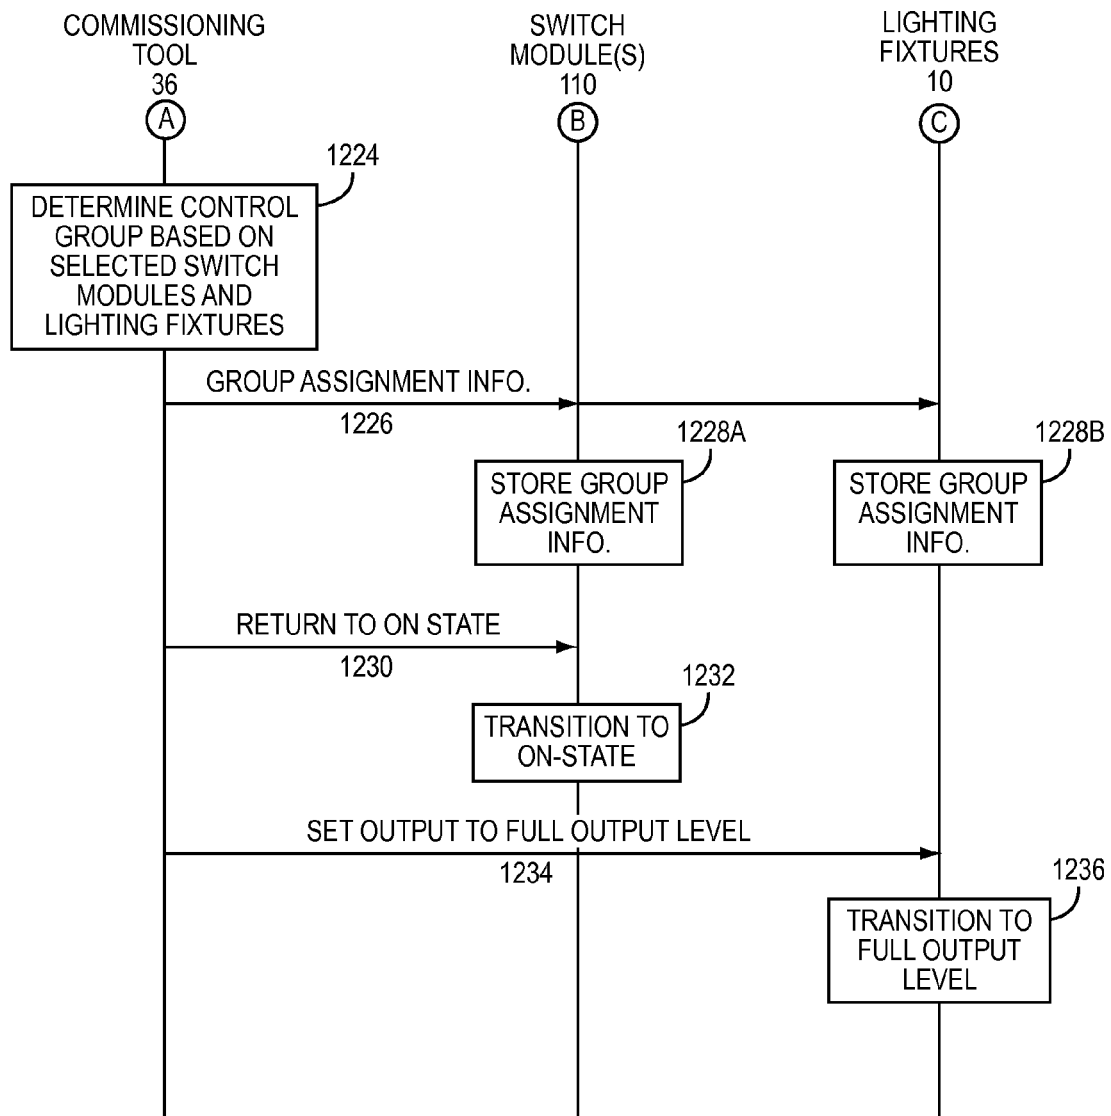 COMMISSIONING
TOOL
36
A
SWITCH
MODULE(S)
110
B
LIGHTING
FIXTURES
10
C
1224
DETERMINE CONTROL
GROUP BASED ON
SELECTED SWITCH
MODULES AND
LIGHTING FIXTURES
GROUP ASSIGNMENT INFO.
1226
1228A
STORE GROUP
ASSIGNMENT
INFO.
1228B
STORE GROUP
ASSIGNMENT
INFO.
RETURN TO ON STATE
1230
1232
TRANSITION TO
ON-STATE
SET OUTPUT TO FULL OUTPUT LEVEL
1234
1236
TRANSITION TO
FULL OUTPUT
LEVEL